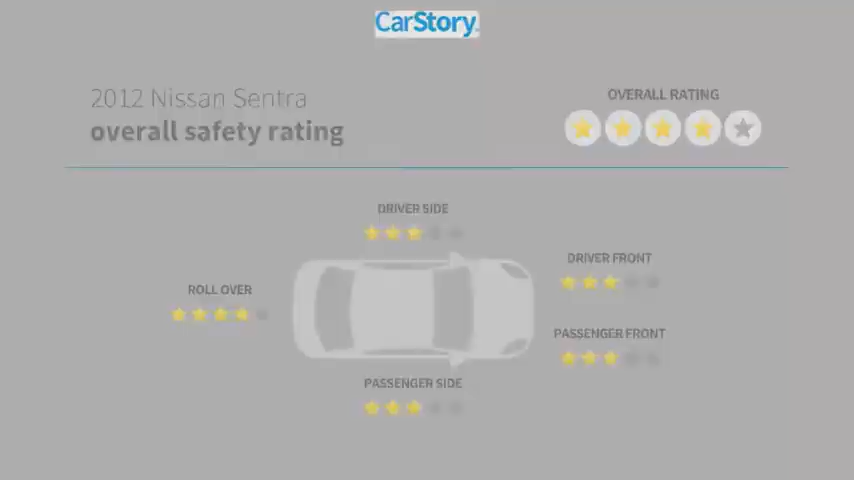 CarStory
2012 Nissan Sentra
overall safety rating
OVERALL RATING
DRIVER SIDE
DRIVER FRONT
ROLL OVER
PASSENGER FRONT
PASSENGER SIDE